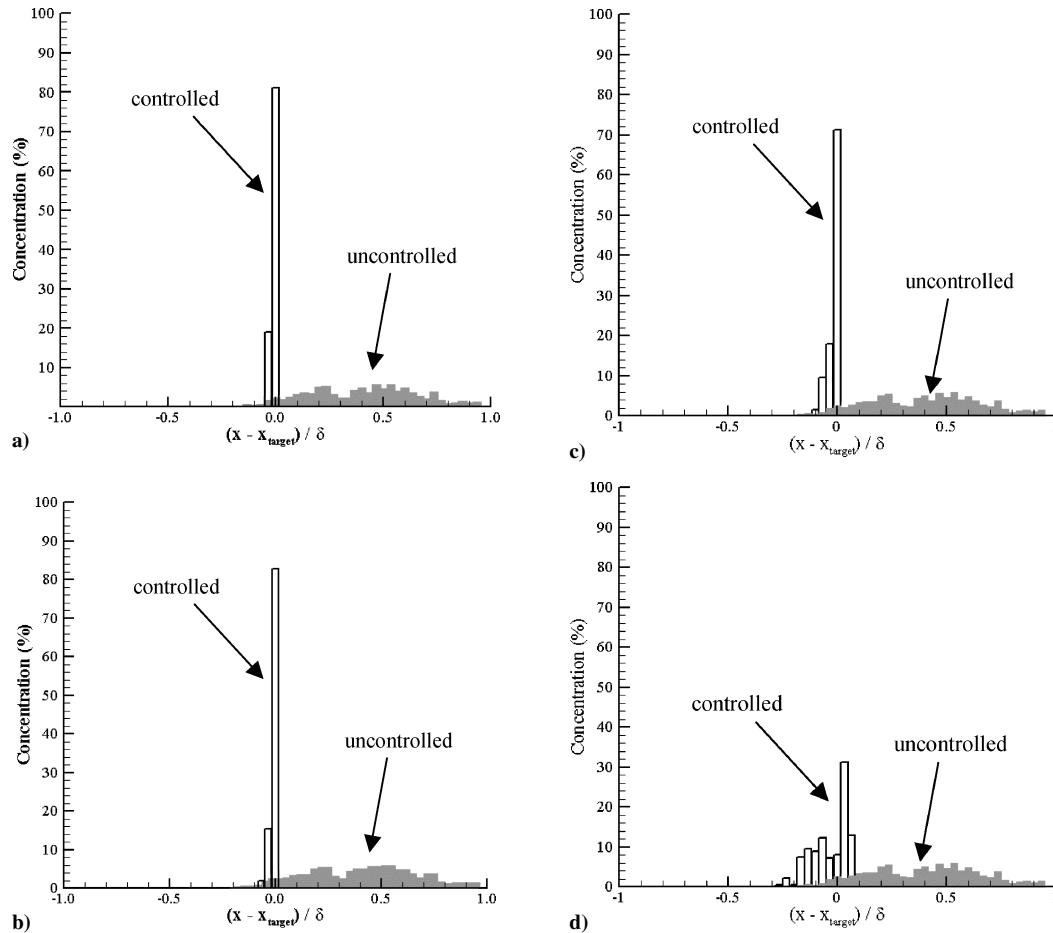 100
90
80
70
60
50
40
30
20
10
Concentration (%)
controlled
uncontrolled
-1.0 -0.5 0.0 0.5 1.0
(x - x_target) / δ
a)
100
90
80
70
60
50
40
30
20
10
0
Concentration (%)
controlled
uncontrolled
-1 -0.5 0 0.5
(x - x_target) / δ
c)
100
90
80
70
60
50
40
30
20
10
0
Concentration (%)
controlled
uncontrolled
-1.0 -0.5 0.0 0.5 1.0
(x - x_target) / δ
b)
100
90
80
70
60
50
40
30
20
10
0
Concentration (%)
controlled
uncontrolled
-1 -0.5 0 0.5
(x - x_target) / δ
d)